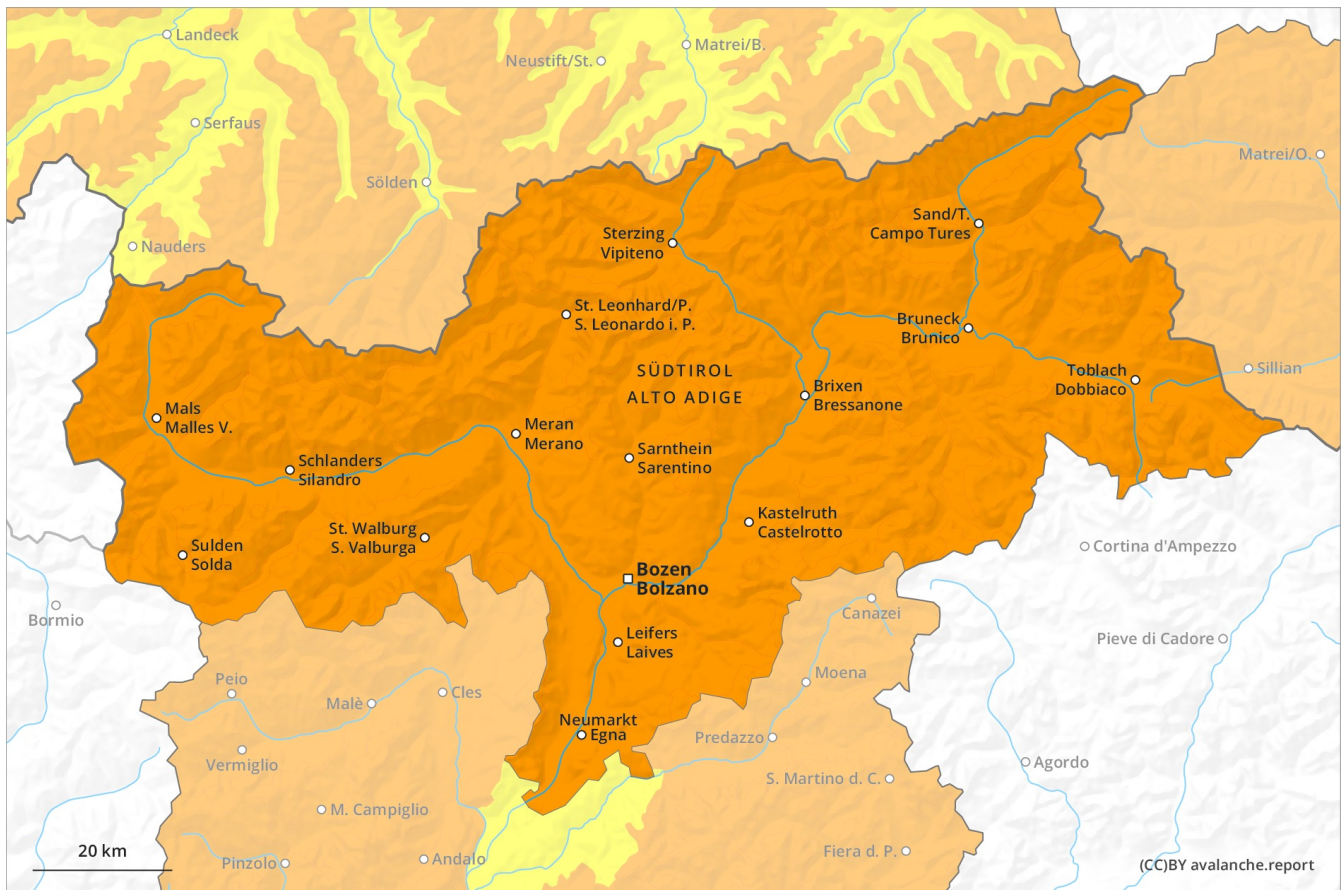 Landeck
Matrei/B.
Neustift/St.
Serfaus
Matrei/O.
Sölden
Sand/T.
Campo Tures
Sterzing
Vipiteno
Nauders
St. Leonhard/P.
S. Leonardo i. P.
Bruneck
Brunico
SÜDTIROL
ALTO ADIGE
Toblach
Dobbiaco
Sillian
Brixen
Bressanone
Mals
Malles V.
Meran
Merano
Schlanders
Silandro
Sarnthein
Sarentino
Kastelruth
Castelrotto
St. Walburg
S. Valburga
Sulden
Solda
Cortina d'Ampezzo
Bozen
Bolzano
Bormio
Canazei
Leifers
Laives
Pieve di Cadore
Peio
Moena
Malè
Cles
Neumarkt
Egna
Predazzo
Vermiglio
Agordo
S. Martino d. C.
M. Campiglio
20 km
Andalo
Pinzolo
Fiera d. P.
(CC)BY avalanche.report